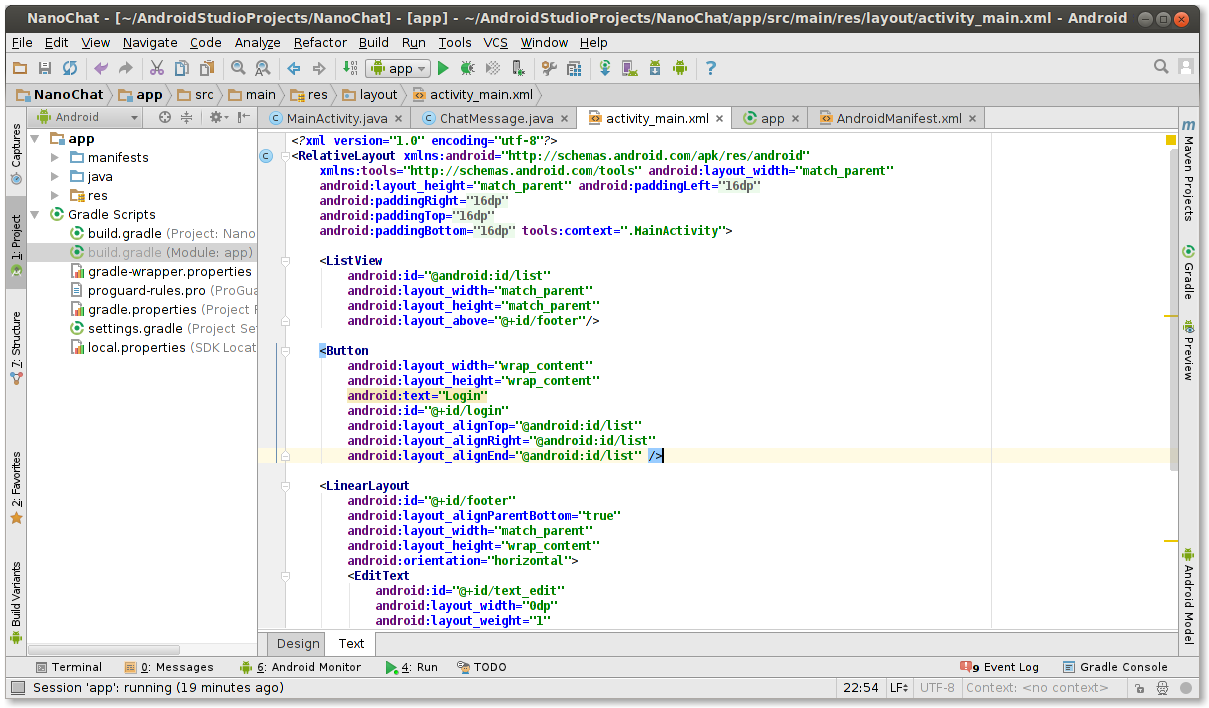 NanoChat - [~/AndroidStudioProjects/NanoChat] - [app] - ~/AndroidStudioProjects/NanoChat/app/src/main/res/layout/activity_main.xml - Android
File Edit View Navigate Code Analyze Refactor Build Run Tools VCS Window Help
app
NanoChat app src main res layout activity_main.xml
Android
MainActivity.java ChatMessage.java activity_main.xml app AndroidManifest.xml
Captures
1: Project
7: Structure
2: Favorites
Build Variants
app
manifests
java
res
Gradle Scripts
build.gradle (Project: Nano
build.gradle (Module: app)
gradle-wrapper.properties
proguard-rules.pro (ProGua
gradle.properties (Project F
settings.gradle (Project Set
local.properties (SDK Locat
<?xml version="1.0" encoding="utf-8"?>
<RelativeLayout xmlns:android="http://schemas.android.com/apk/res/android"
xmlns:tools="http://schemas.android.com/tools" android:layout_width="match_parent"
android:layout_height="match_parent" android:paddingLeft="16dp"
android:paddingRight="16dp"
android:paddingTop="16dp"
android:paddingBottom="16dp" tools:context=".MainActivity">
<ListView
android:id="@android:id/list"
android:layout_width="match_parent"
android:layout_height="match_parent"
android:layout_above="@+id/footer"/>
<Button
android:layout_width="wrap_content"
android:layout_height="wrap_content"
android:text="Login"
android:id="@+id/login"
android:layout_alignTop="@android:id/list"
android:layout_alignRight="@android:id/list"
android:layout_alignEnd="@android:id/list" />
<LinearLayout
android:id="@+id/footer"
android:layout_alignParentBottom="true"
android:layout_width="match_parent"
android:layout_height="wrap_content"
android:orientation="horizontal">
<EditText
android:id="@+id/text_edit"
android:layout_width="0dp"
android:layout_weight="1"
Maven Projects
Gradle
Preview
Android Model
Design Text
Terminal 0: Messages 6: Android Monitor 4: Run TODO 9 Event Log Gradle Console
Session 'app': running (19 minutes ago) 22:54 LF UTF-8 Context: <no context>